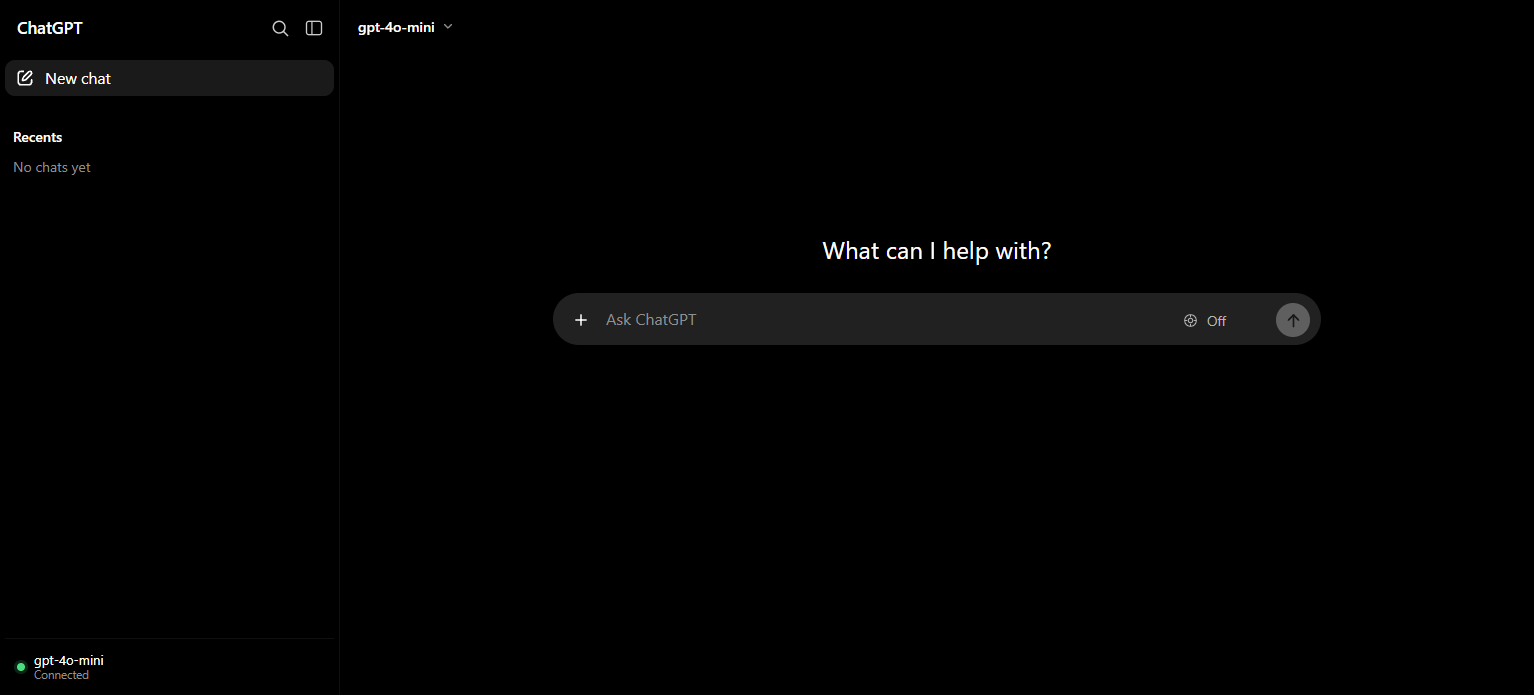 ChatGPT
New chat
Recents
No chats yet
gpt-4o-mini
Connected
gpt-4o-mini
What can I help with?
Ask ChatGPT
Off